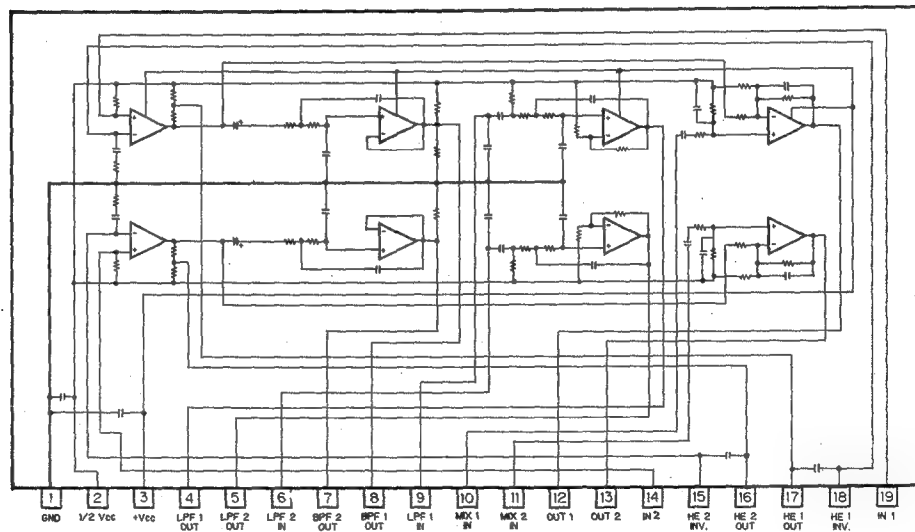 1 2 3 4 5 6 7 8 9 10 11 12 13 14 15 16 17 18 19
GND 1/2 Vcc +Vcc LPF 1 OUT LPF 2 OUT LPF 2 IN BPF 2 OUT BPF 1 OUT LPF 1 IN MIX 1 IN MIX 2 IN OUT 1 OUT 2 IN 2 HE 2 INV. HE 2 OUT HE 1 OUT HE 1 INV. IN 1